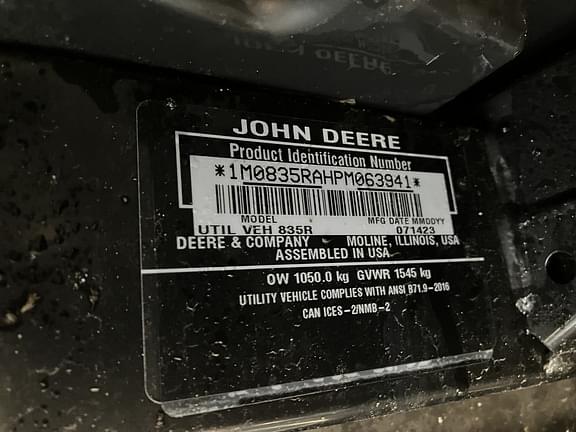 JOHN DEERE
JOHN DEERE
Product Identification Number
*1M0835RAHPM063941*
MODEL MFG DATE MMDDYY
UTIL VEH 835R 071423
DEERE & COMPANY MOLINE, ILLINOIS, USA
ASSEMBLED IN USA
OW 1050.0 kg GVWR 1545 kg
UTILITY VEHICLE COMPLIES WITH ANSI B71.9-2016
CAN ICES-2/NMB-2